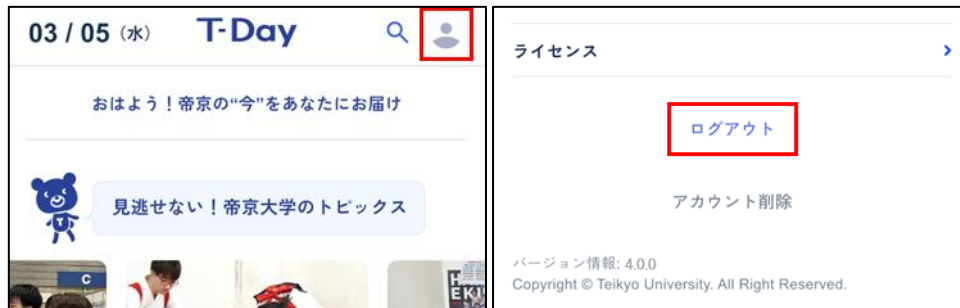 03 / 05 (水)
T-Day
おはよう！帝京の“今”をあなたにお届け
見逃せない！帝京大学のトピックス
T
C
ライセンス
ログアウト
アカウント削除
バージョン情報: 4.0.0
Copyright © Teikyo University. All Right Reserved.